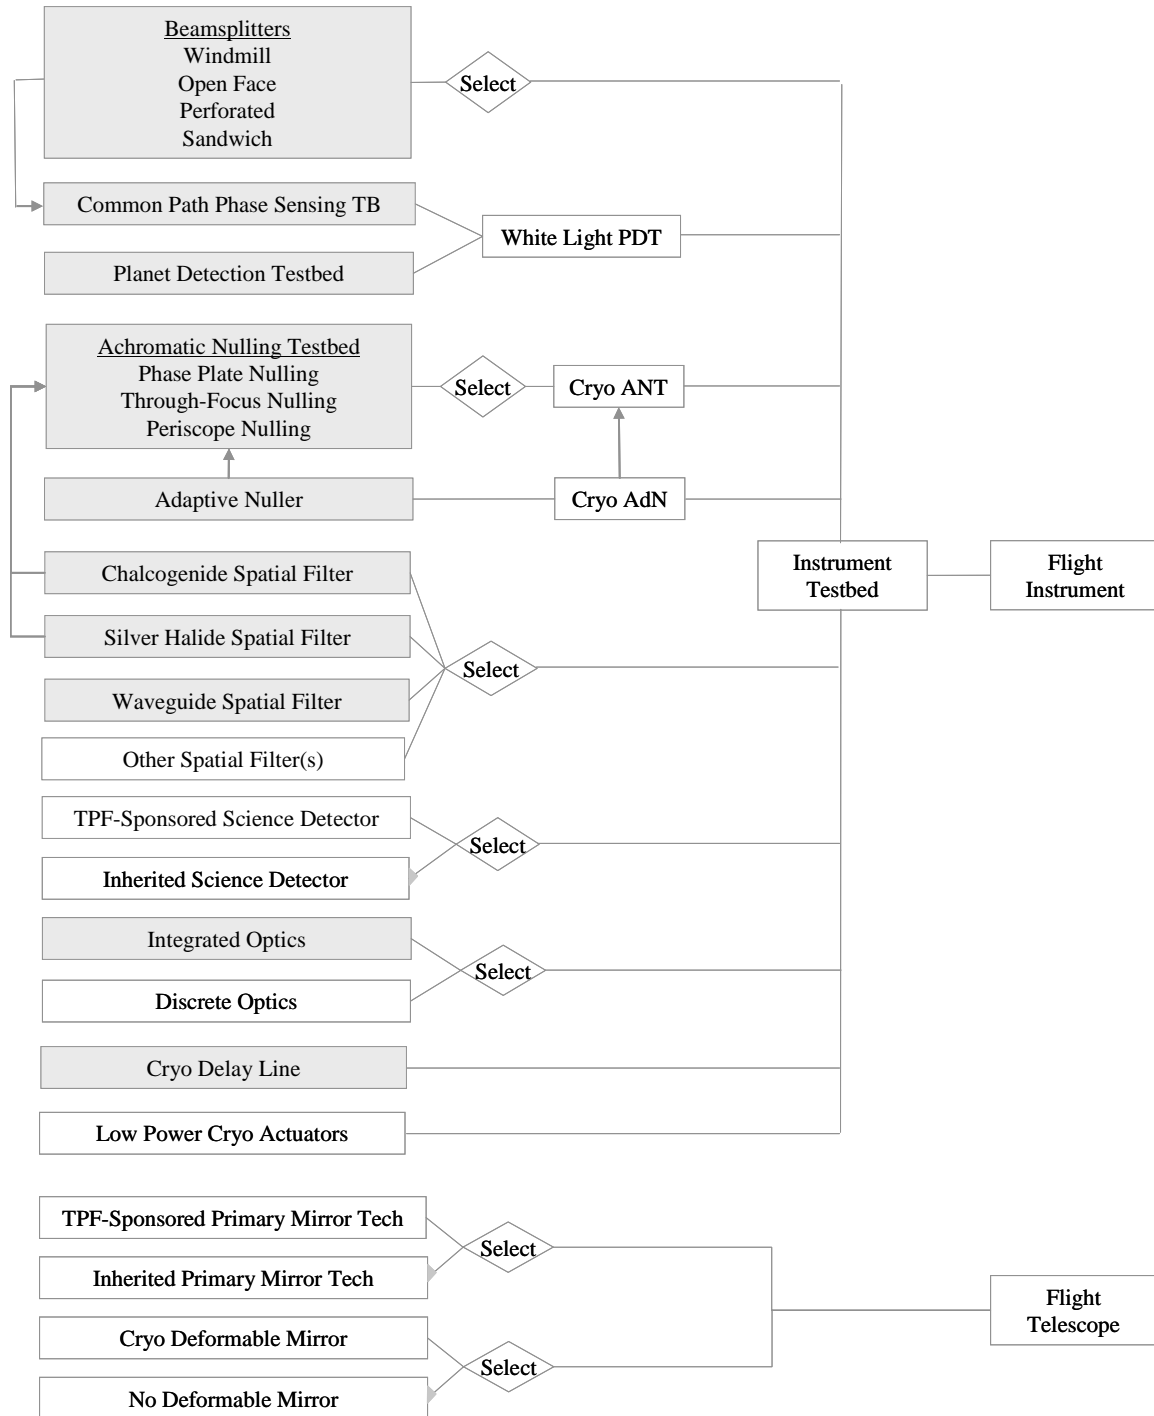 Beamsplitters
Windmill
Open Face
Perforated
Sandwich
Select
Common Path Phase Sensing TB
White Light PDT
Planet Detection Testbed
Achromatic Nulling Testbed
Phase Plate Nulling
Through-Focus Nulling
Periscope Nulling
Select
Cryo ANT
Adaptive Nuller
Cryo AdN
Chalcogenide Spatial Filter
Instrument
Testbed
Flight
Instrument
Silver Halide Spatial Filter
Select
Waveguide Spatial Filter
Other Spatial Filter(s)
TPF-Sponsored Science Detector
Select
Inherited Science Detector
Integrated Optics
Select
Discrete Optics
Cryo Delay Line
Low Power Cryo Actuators
TPF-Sponsored Primary Mirror Tech
Select
Inherited Primary Mirror Tech
Flight
Telescope
Cryo Deformable Mirror
Select
No Deformable Mirror